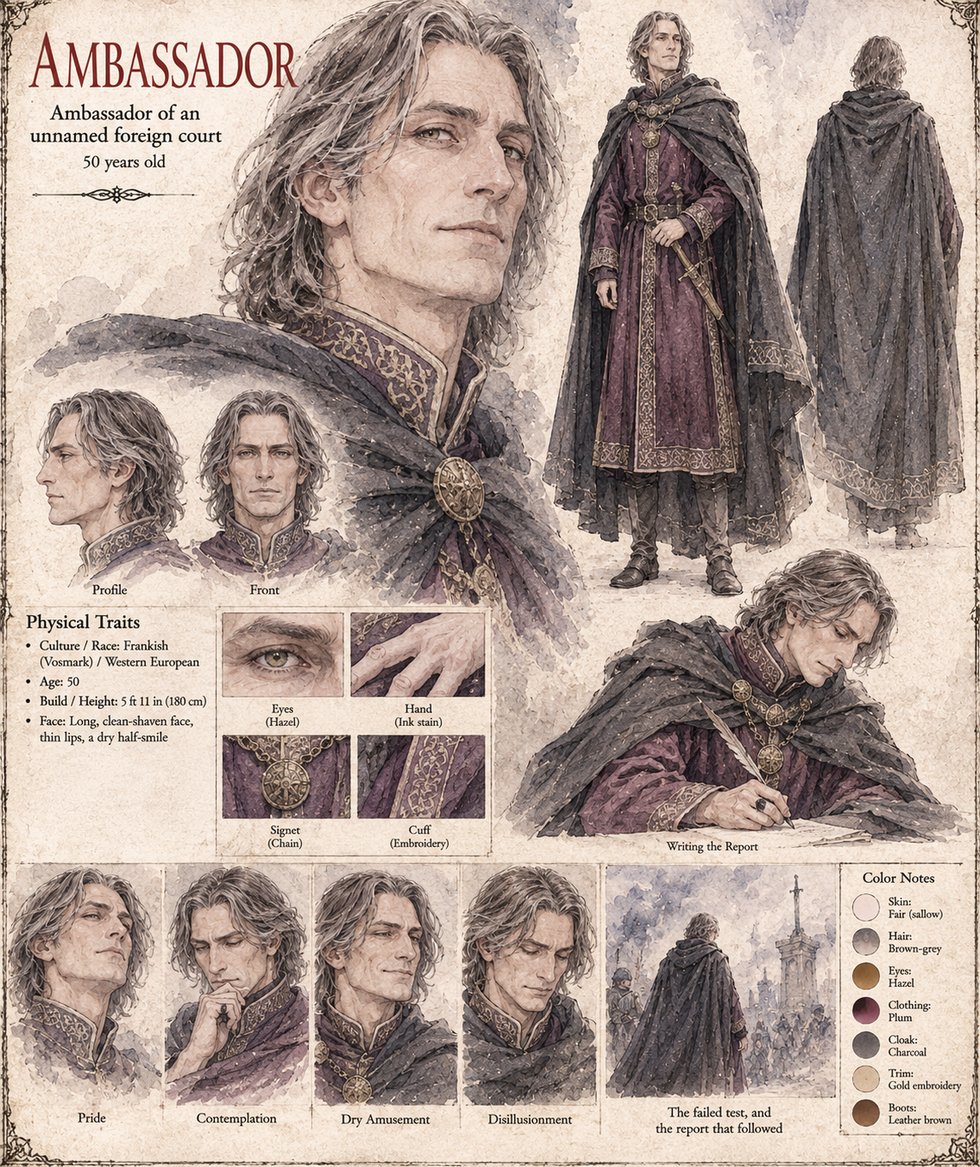 AMBASSADOR
Ambassador of an
unnamed foreign court
50 years old
Profile
Front
Physical Traits
• Culture / Race: Frankish
(Vosmark) / Western European
• Age: 50
• Build / Height: 5 ft 11 in (180 cm)
• Face: Long, clean-shaven face,
thin lips, a dry half-smile
Eyes
(Hazel)
Hand
(Ink stain)
Signet
(Chain)
Cuff
(Embroidery)
Writing the Report
Pride
Contemplation
Dry Amusement
Disillusionment
The failed test, and
the report that followed
Color Notes
Skin:
Fair (sallow)
Hair:
Brown-grey
Eyes:
Hazel
Clothing:
Plum
Cloak:
Charcoal
Trim:
Gold embroidery
Boots:
Leather brown